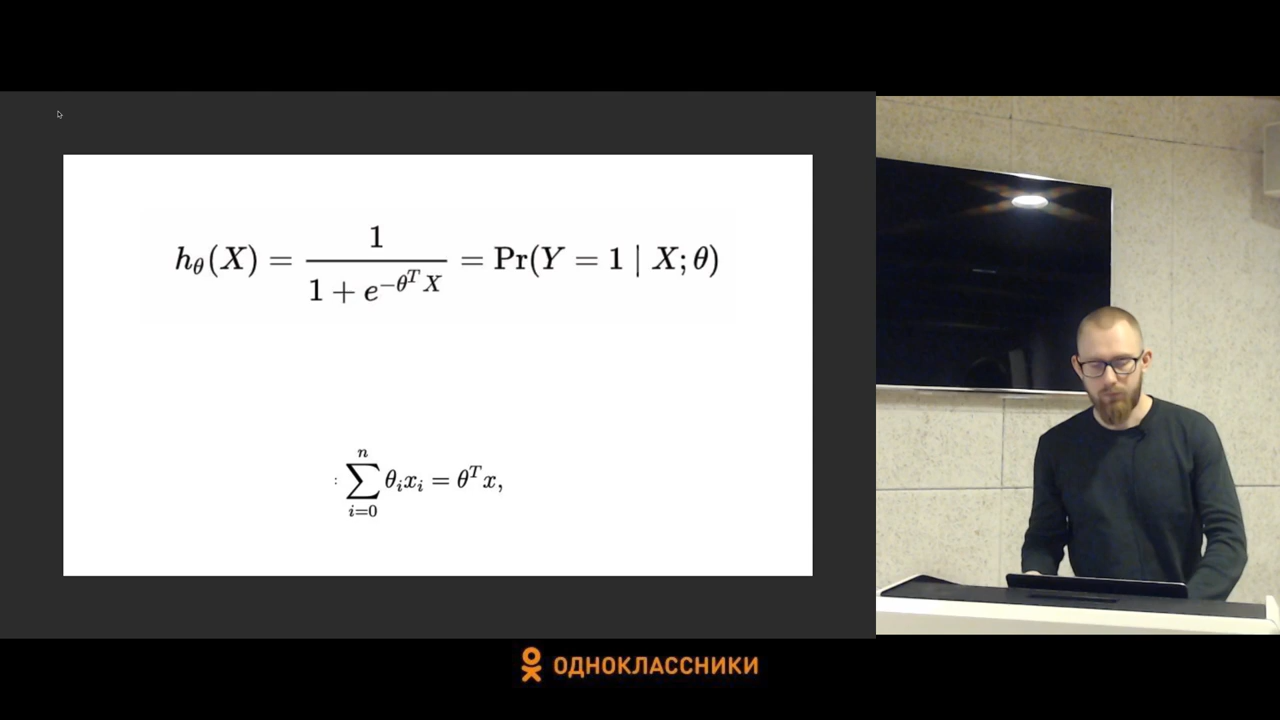 h_θ(X) = 1 / (1 + e^{−θ^T X}) = Pr(Y = 1 | X; θ)
: ∑_{i=0}^{n} θ_i x_i = θ^T x,
ОДНОКЛАССНИКИ